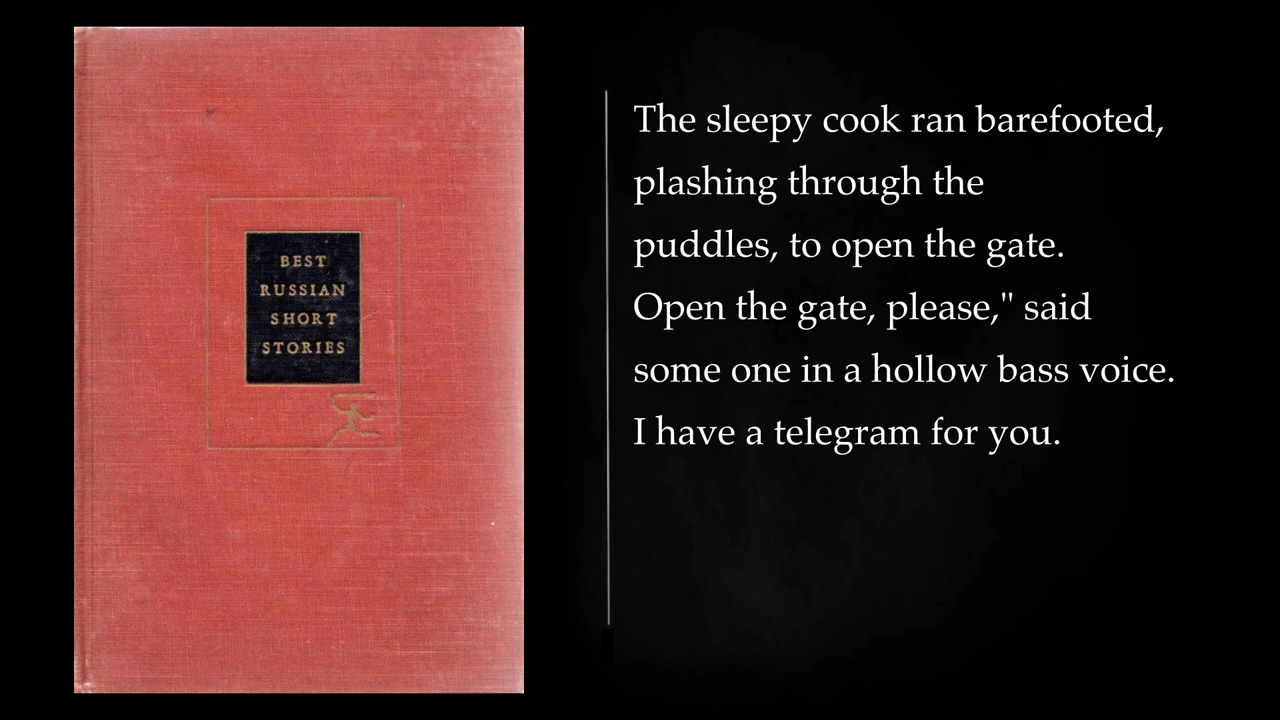 BEST
RUSSIAN
SHORT
STORIES
The sleepy cook ran barefooted,
plashing through the
puddles, to open the gate.
Open the gate, please," said
some one in a hollow bass voice.
I have a telegram for you.